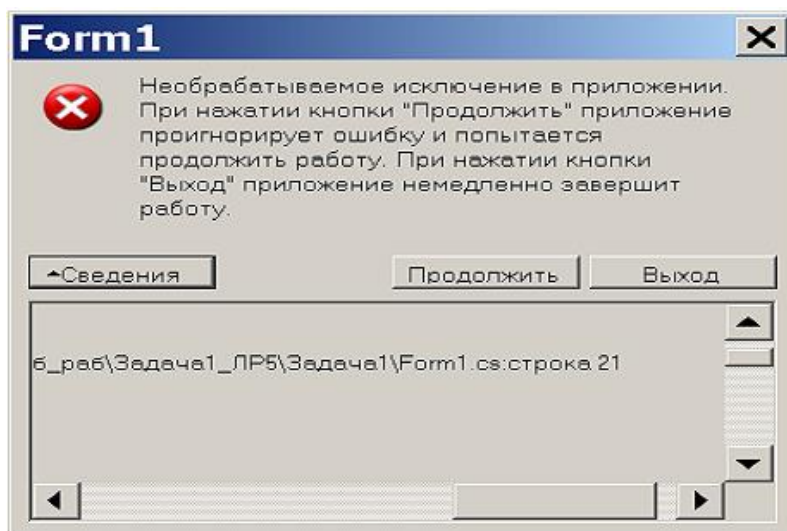 Form1
Необрабатываемое исключение в приложении.
При нажатии кнопки "Продолжить" приложение
проигнорирует ошибку и попытается
продолжить работу. При нажатии кнопки
"Выход" приложение немедленно завершит
работу.
Сведения
Продолжить
Выход
б_раб\Задача1_ЛР5\Задача1\Form1.cs:строка 21